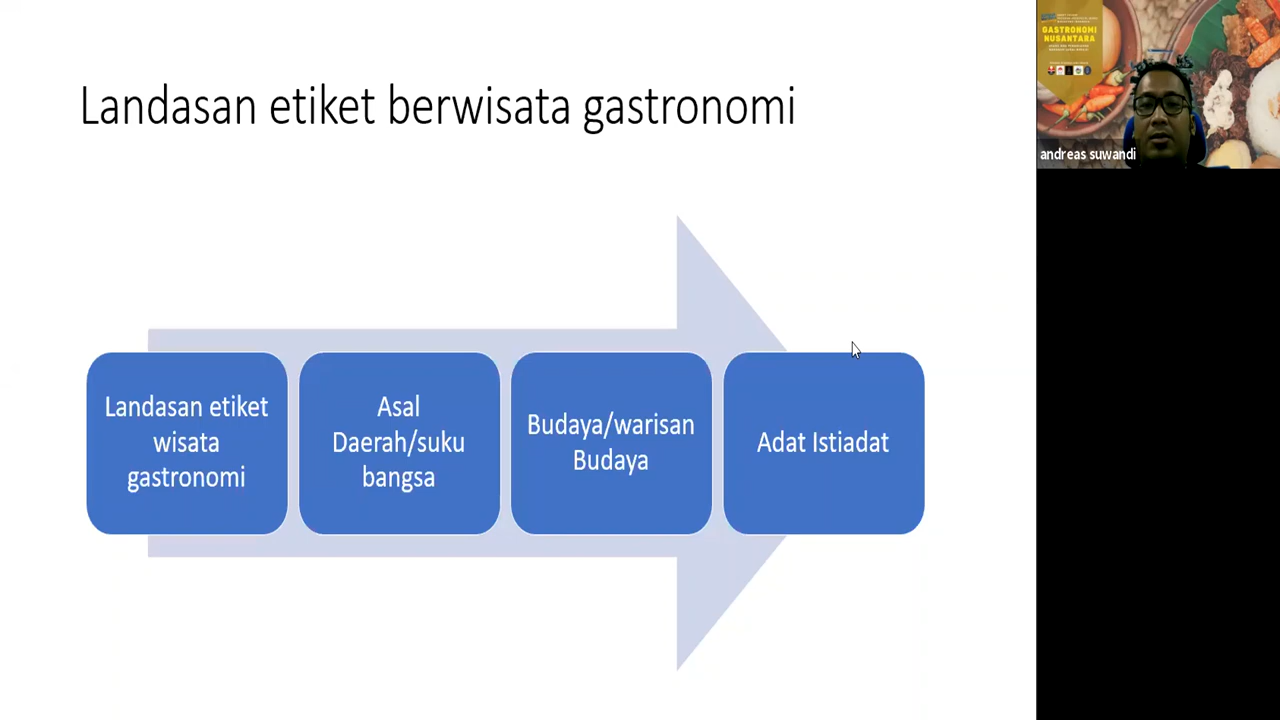 Landasan etiket berwisata gastronomi
Landasan etiket
wisata
gastronomi
Asal
Daerah/suku
bangsa
Budaya/warisan
Budaya
Adat Istiadat
GASTRONOMI
NUSANTARA
andreas suwandi